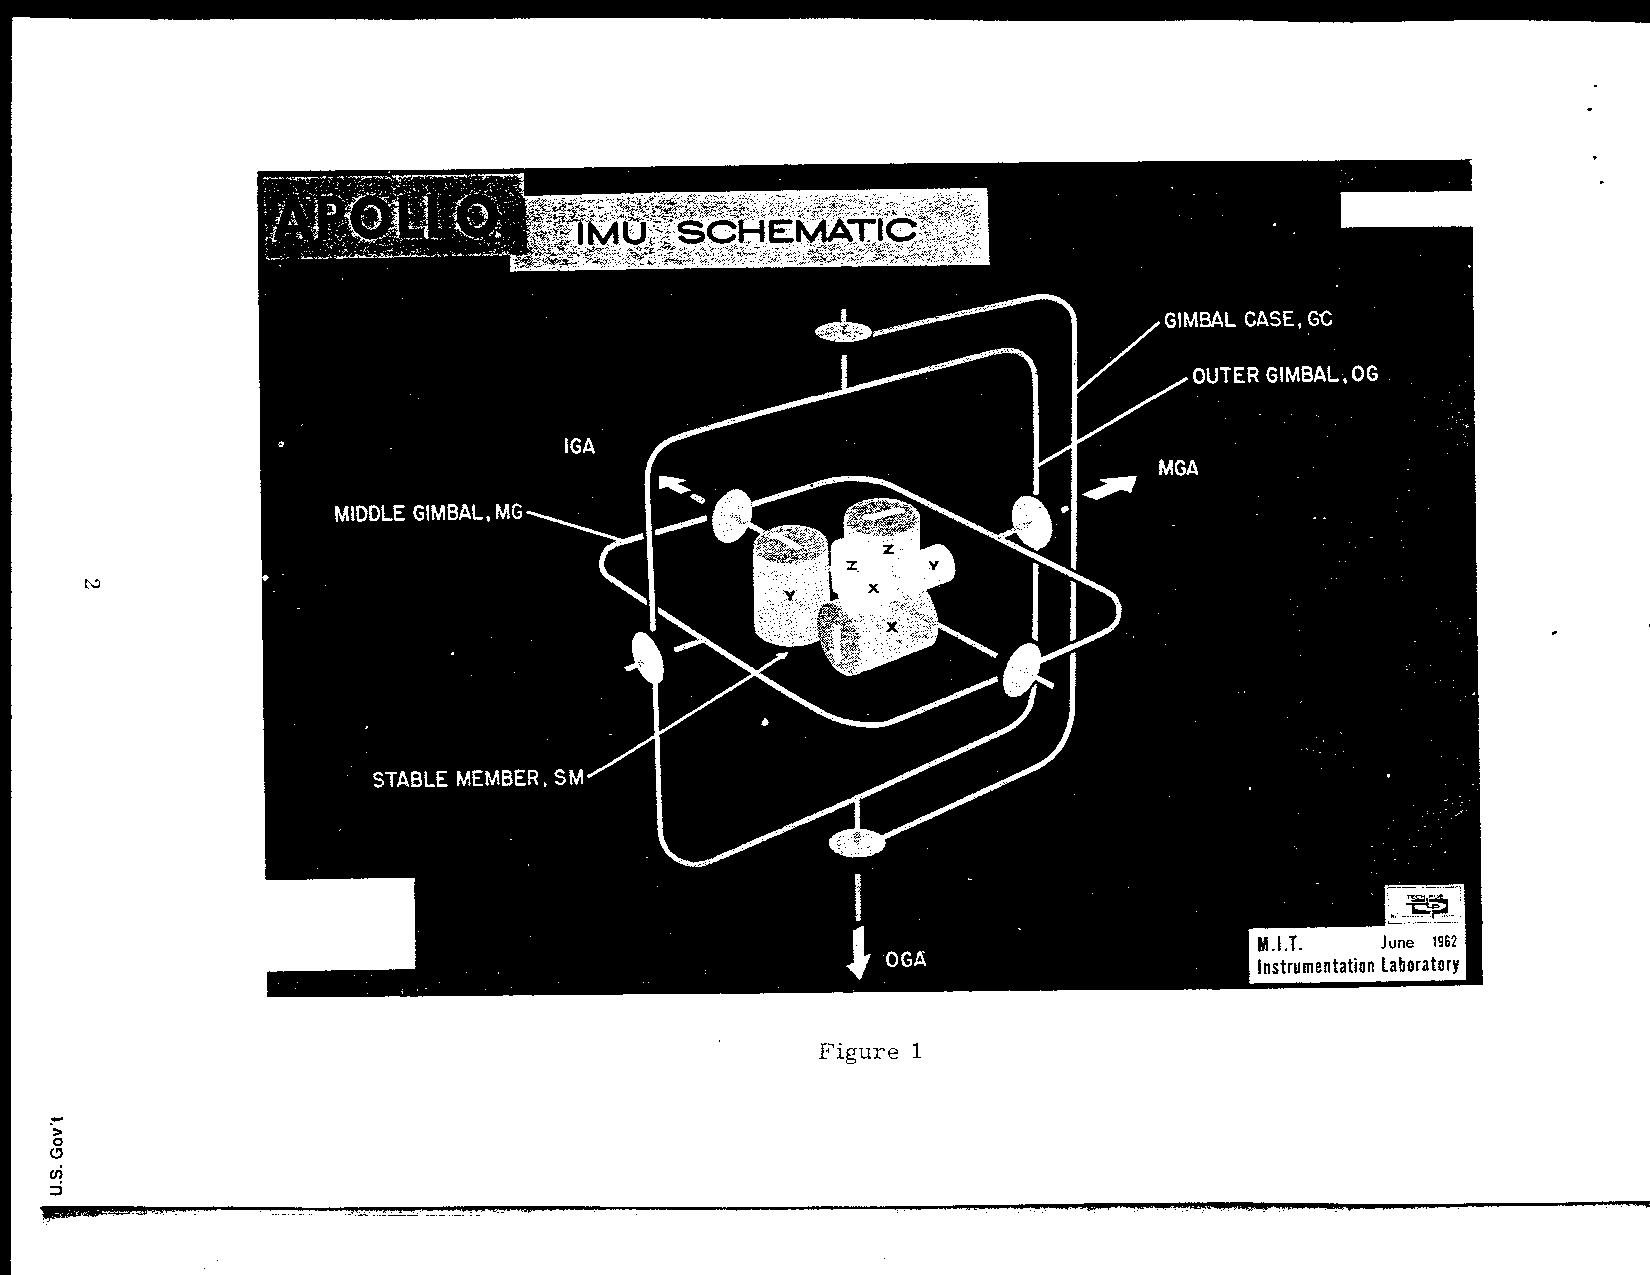 APOLLO
IMU SCHEMATIC
GIMBAL CASE, GC
OUTER GIMBAL, OG
IGA
MGA
MIDDLE GIMBAL, MG
Z
Z
Y
X
Y
X
2
STABLE MEMBER, SM
OGA
M.I.T. June 1962
Instrumentation Laboratory
Figure 1
U.S. Gov't